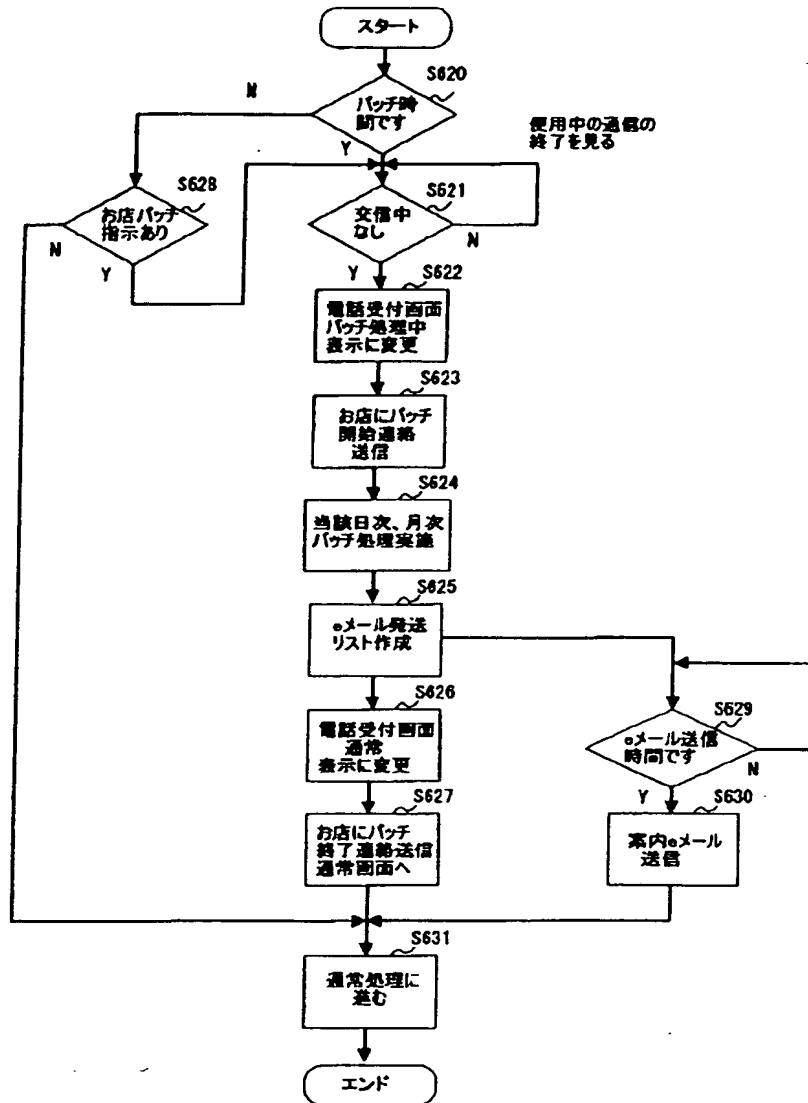 スタート
S620
N
バッチ時
間です
Y
使用中の通信の
終了を見る
S628
お店バッチ
指示あり
N
Y
S621
交信中
なし
N
Y
S622
電話受付画面
バッチ処理中
表示に変更
S623
お店にバッチ
開始連絡
送信
S624
当該日次、月次
バッチ処理実施
S625
eメール発送
リスト作成
S626
電話受付画面
通常
表示に変更
S629
eメール送信
時間です
N
Y
S627
お店にバッチ
終了連絡送信
通常画面へ
S630
案内eメール
送信
S631
通常処理に
進む
エンド